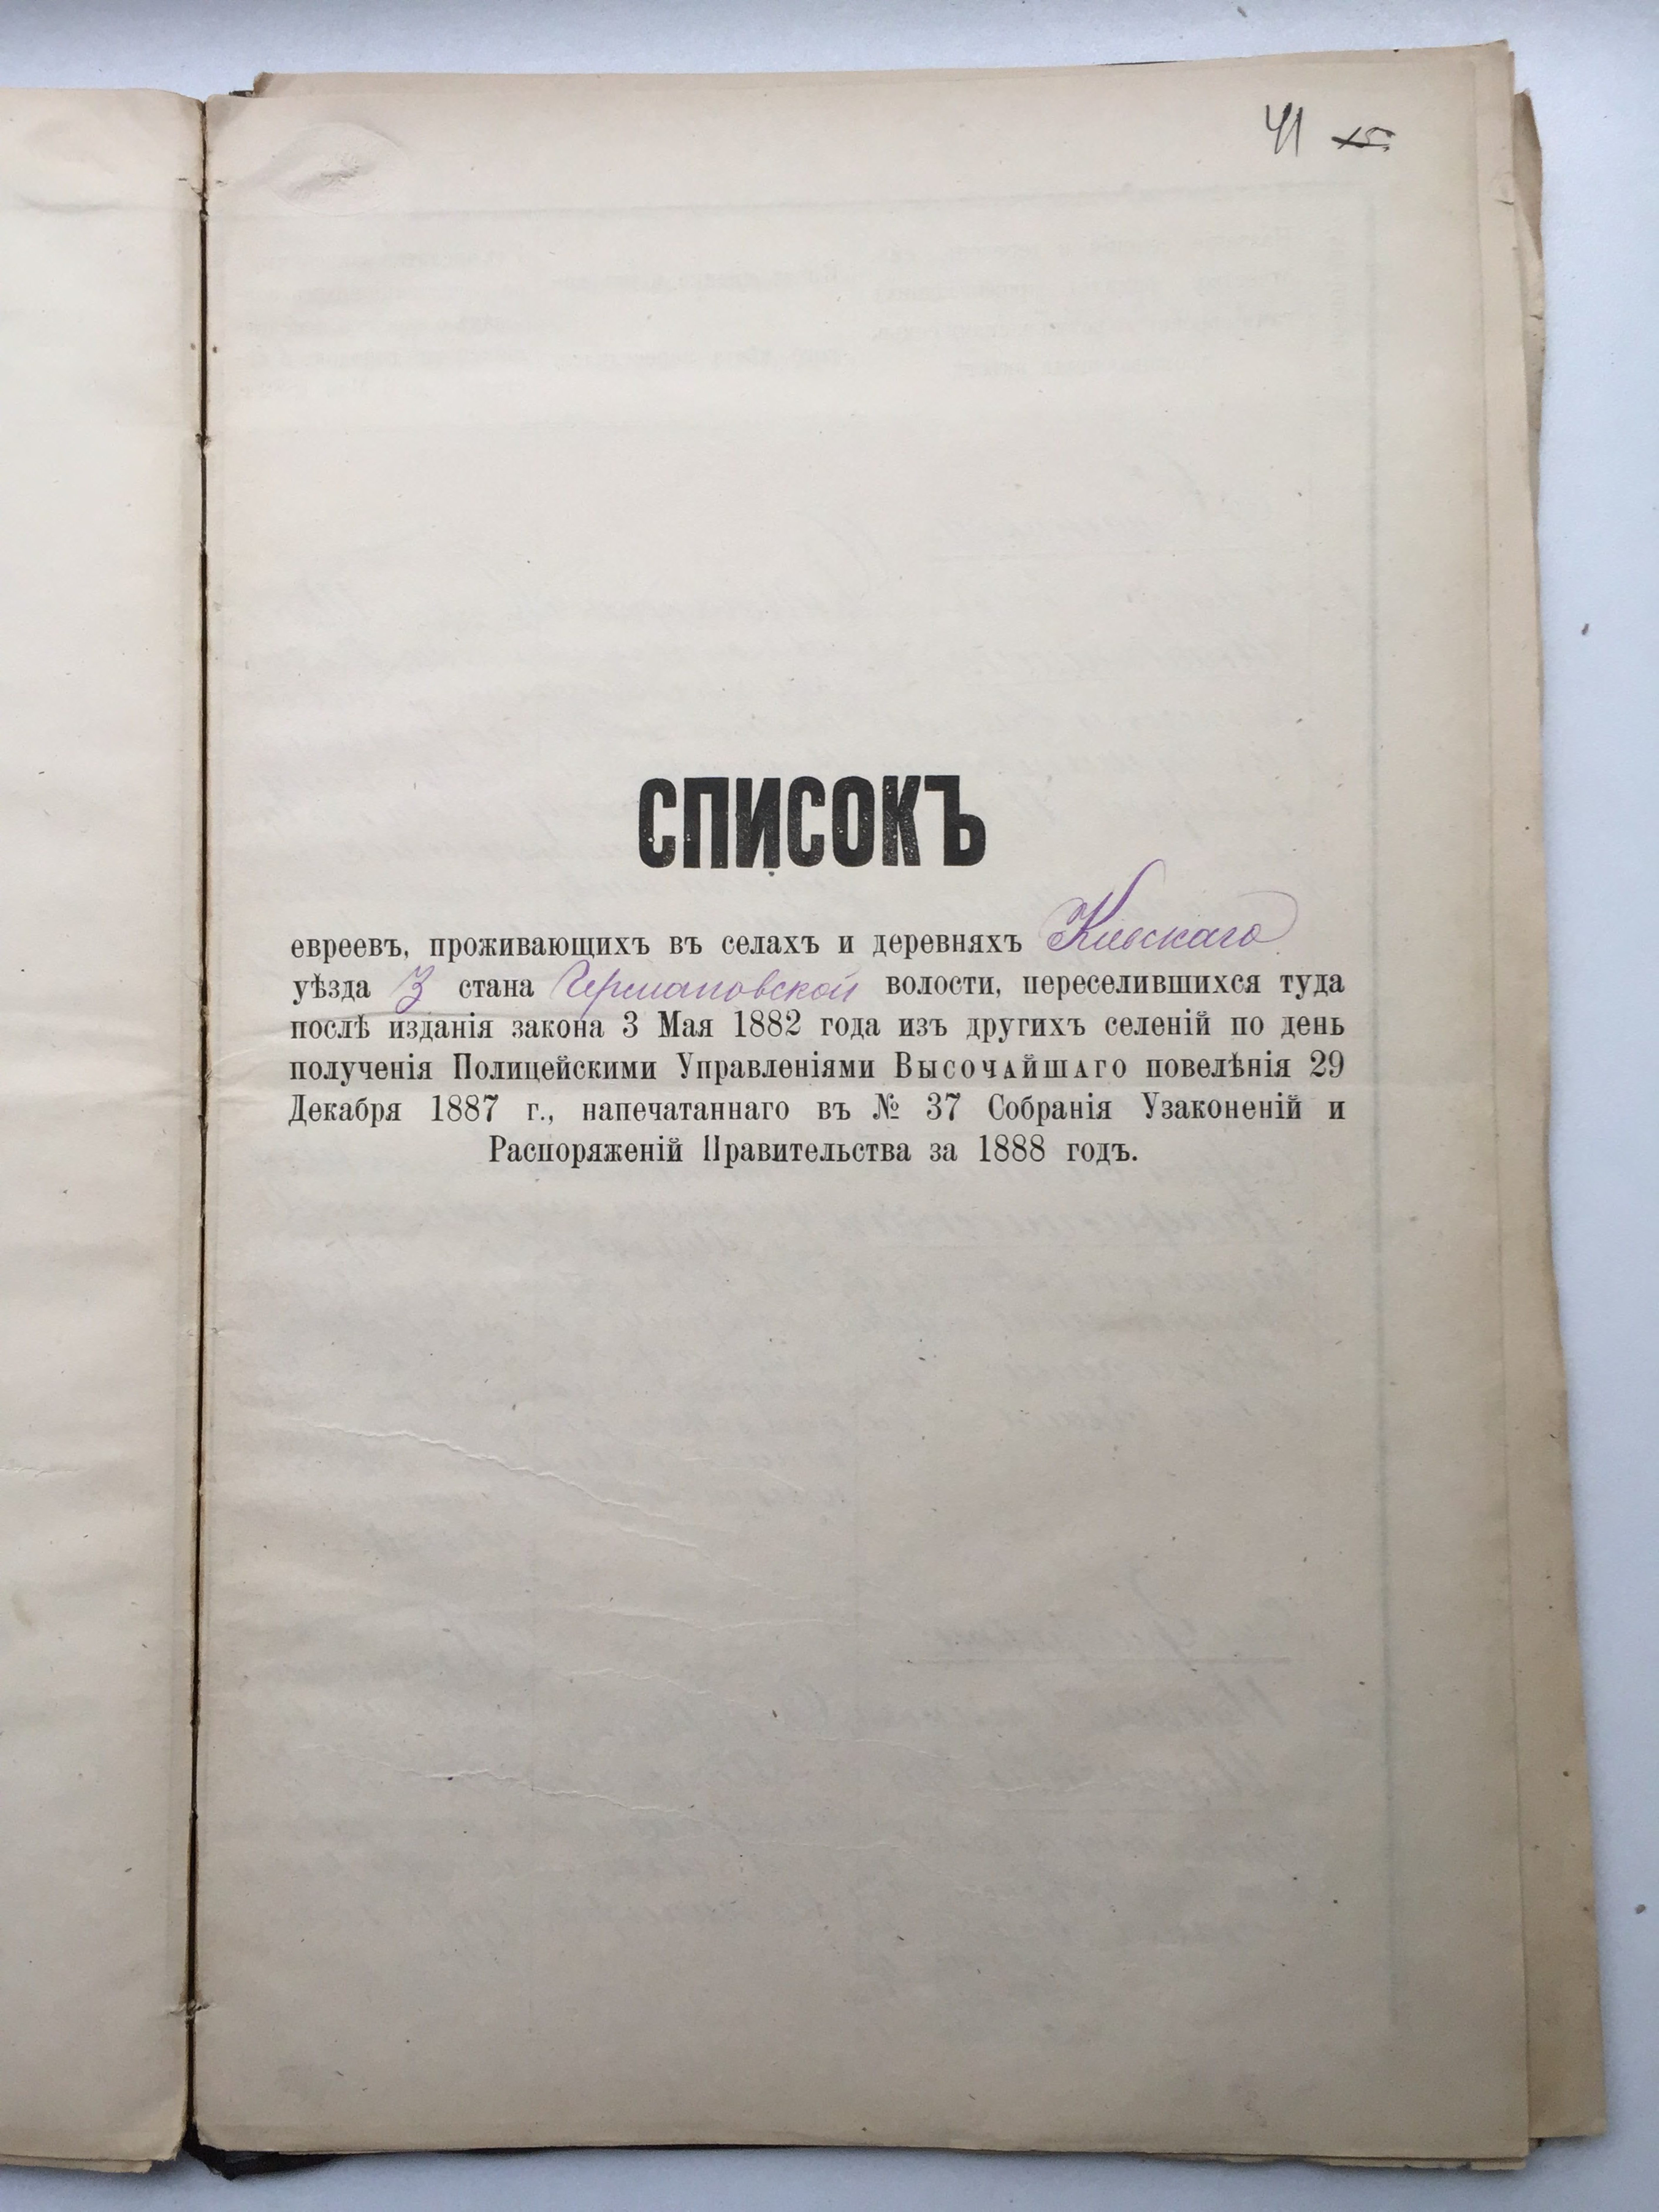 41 15.
СПИСОКЪ
евреевъ, проживающихъ въ селахъ и деревняхъ Кіевскаго
уѣзда 3 стана Германовской волости, переселившихся туда
послѣ изданія закона 3 Мая 1882 года изъ другихъ селеній по день
полученія Полицейскими Управленіями Высочайшаго повелѣнія 29
Декабря 1887 г., напечатаннаго въ № 37 Собранія Узаконеній и
Распоряженій Правительства за 1888 годъ.